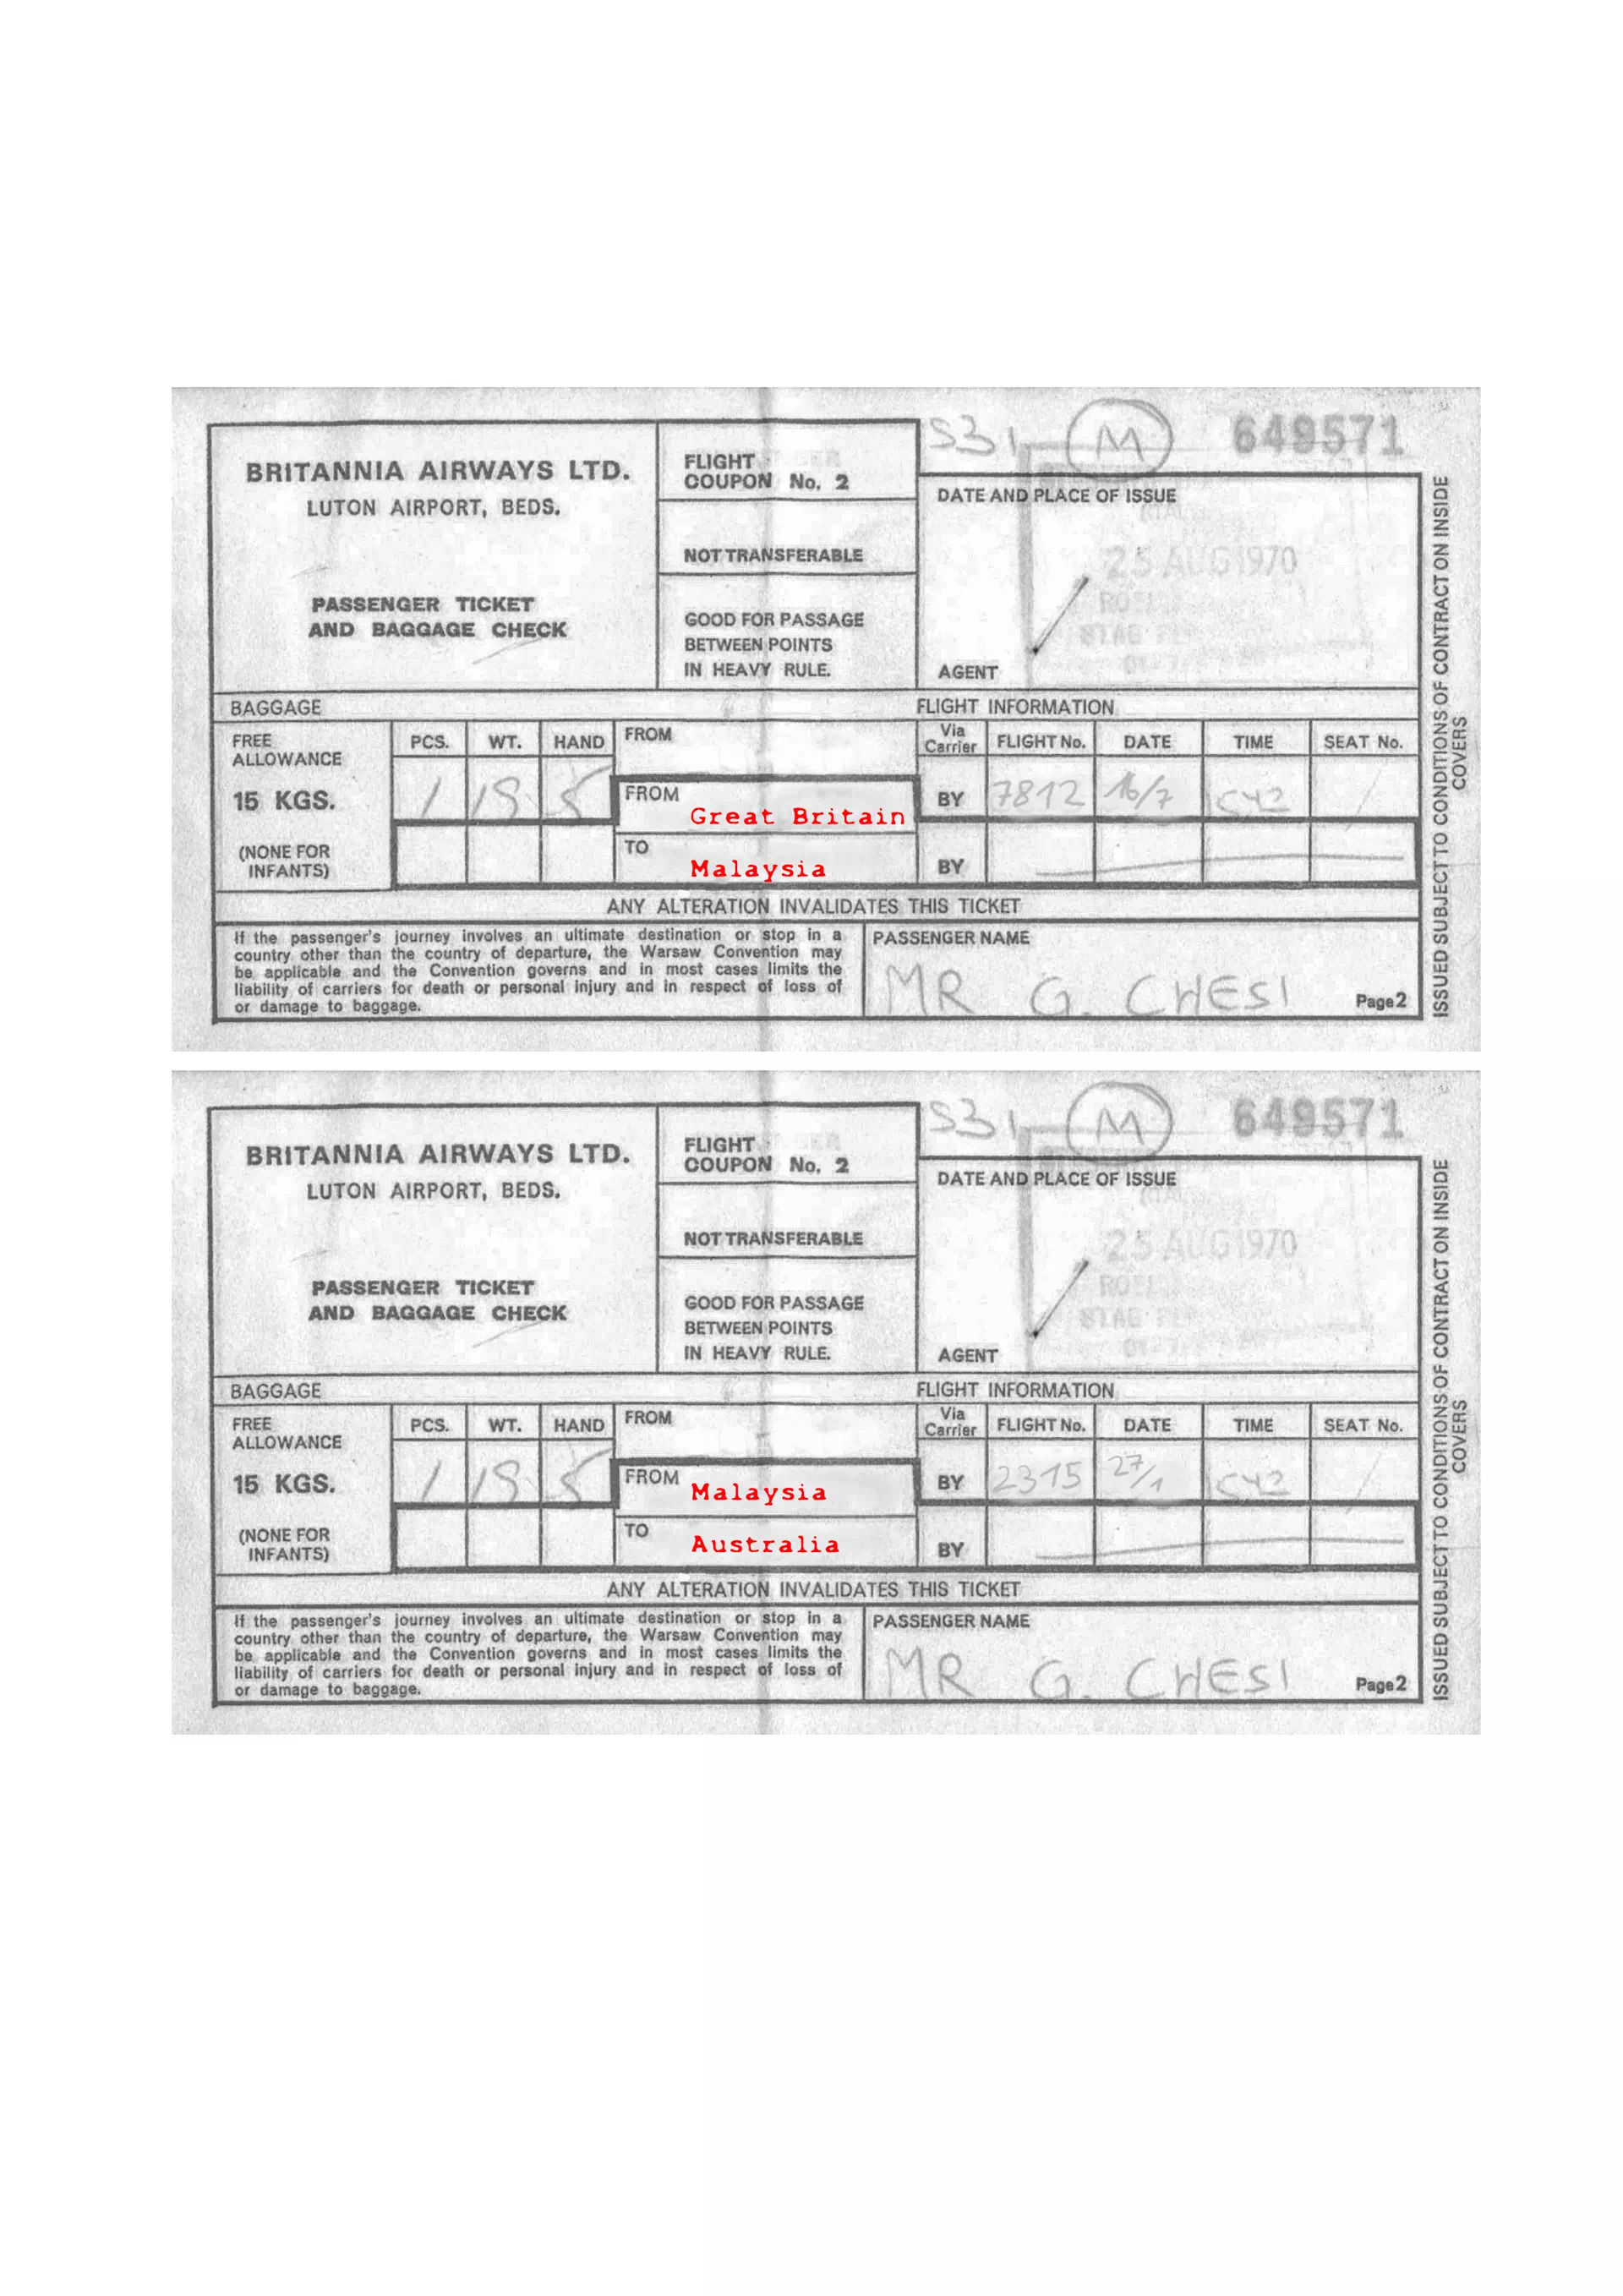 S31 M 649571
BRITANNIA AIRWAYS LTD.
LUTON AIRPORT, BEDS.
PASSENGER TICKET
AND BAGGAGE CHECK
FLIGHT
COUPON No. 2
NOT TRANSFERABLE
GOOD FOR PASSAGE
BETWEEN POINTS
IN HEAVY RULE.
DATE AND PLACE OF ISSUE
25 AUG 1970
AGENT
BAGGAGE
FLIGHT INFORMATION
FREE
ALLOWANCE
15 KGS.
(NONE FOR
INFANTS)
PCS. WT. HAND
1 15 5
FROM
FROM
Great Britain
TO
Malaysia
Via
Carrier FLIGHT No. DATE TIME SEAT No.
BY 7812 16/7 /
BY
ANY ALTERATION INVALIDATES THIS TICKET
If the passenger's journey involves an ultimate destination or stop in a
country other than the country of departure, the Warsaw Convention may
be applicable and the Convention governs and in most cases limits the
liability of carriers for death or personal injury and in respect of loss of
or damage to baggage.
PASSENGER NAME
MR G. CHESI
Page 2
ISSUED SUBJECT TO CONDITIONS OF CONTRACT ON INSIDE
COVERS
S31 M 649571
BRITANNIA AIRWAYS LTD.
LUTON AIRPORT, BEDS.
PASSENGER TICKET
AND BAGGAGE CHECK
FLIGHT
COUPON No. 2
NOT TRANSFERABLE
GOOD FOR PASSAGE
BETWEEN POINTS
IN HEAVY RULE.
DATE AND PLACE OF ISSUE
25 AUG 1970
AGENT
BAGGAGE
FLIGHT INFORMATION
FREE
ALLOWANCE
15 KGS.
(NONE FOR
INFANTS)
PCS. WT. HAND
1 15 5
FROM
FROM
Malaysia
TO
Australia
Via
Carrier FLIGHT No. DATE TIME SEAT No.
BY 2315 27/1 /
BY
ANY ALTERATION INVALIDATES THIS TICKET
If the passenger's journey involves an ultimate destination or stop in a
country other than the country of departure, the Warsaw Convention may
be applicable and the Convention governs and in most cases limits the
liability of carriers for death or personal injury and in respect of loss of
or damage to baggage.
PASSENGER NAME
MR G. CHESI
Page 2
ISSUED SUBJECT TO CONDITIONS OF CONTRACT ON INSIDE
COVERS